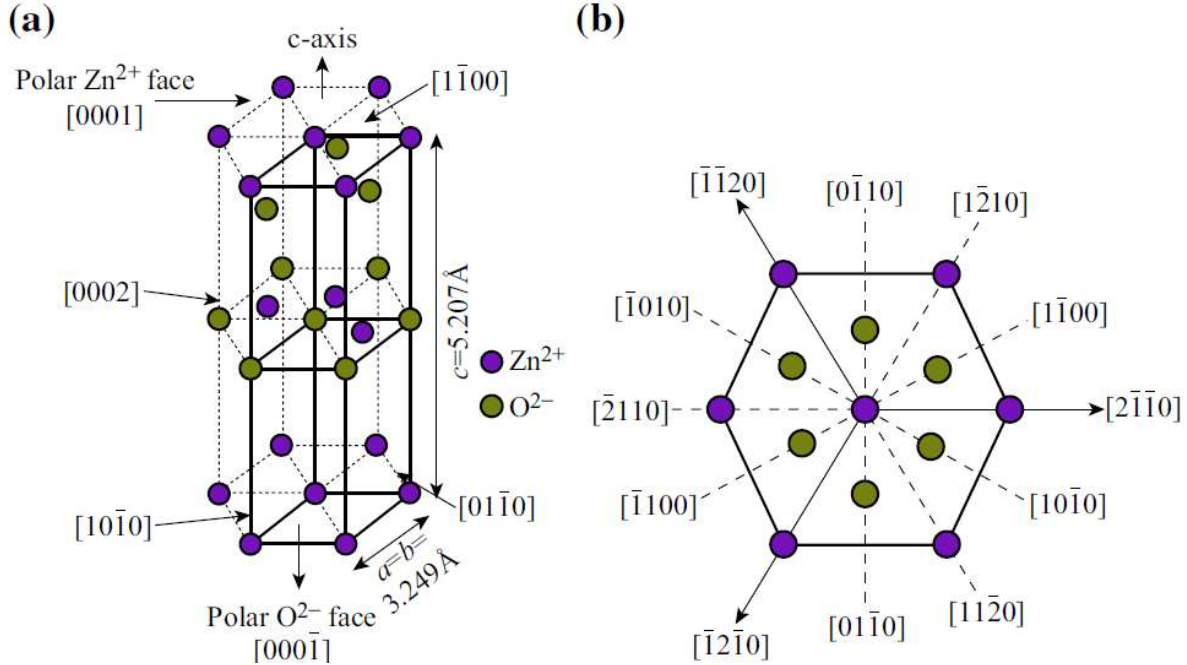 (a)
(b)
c-axis
Polar Zn²⁺ face
[0001]
[11̄00]
[0002]
c=5.207Å
Zn²⁺
O²⁻
[101̄0]
[011̄0]
a=b=
3.249Å
Polar O²⁻ face
[0001̄]
[1̄1̄20]
[01̄10]
[12̄10]
[1̄010]
[11̄00]
[2̄110]
[21̄1̄0]
[1̄100]
[101̄0]
[1̄21̄0]
[011̄0]
[112̄0]